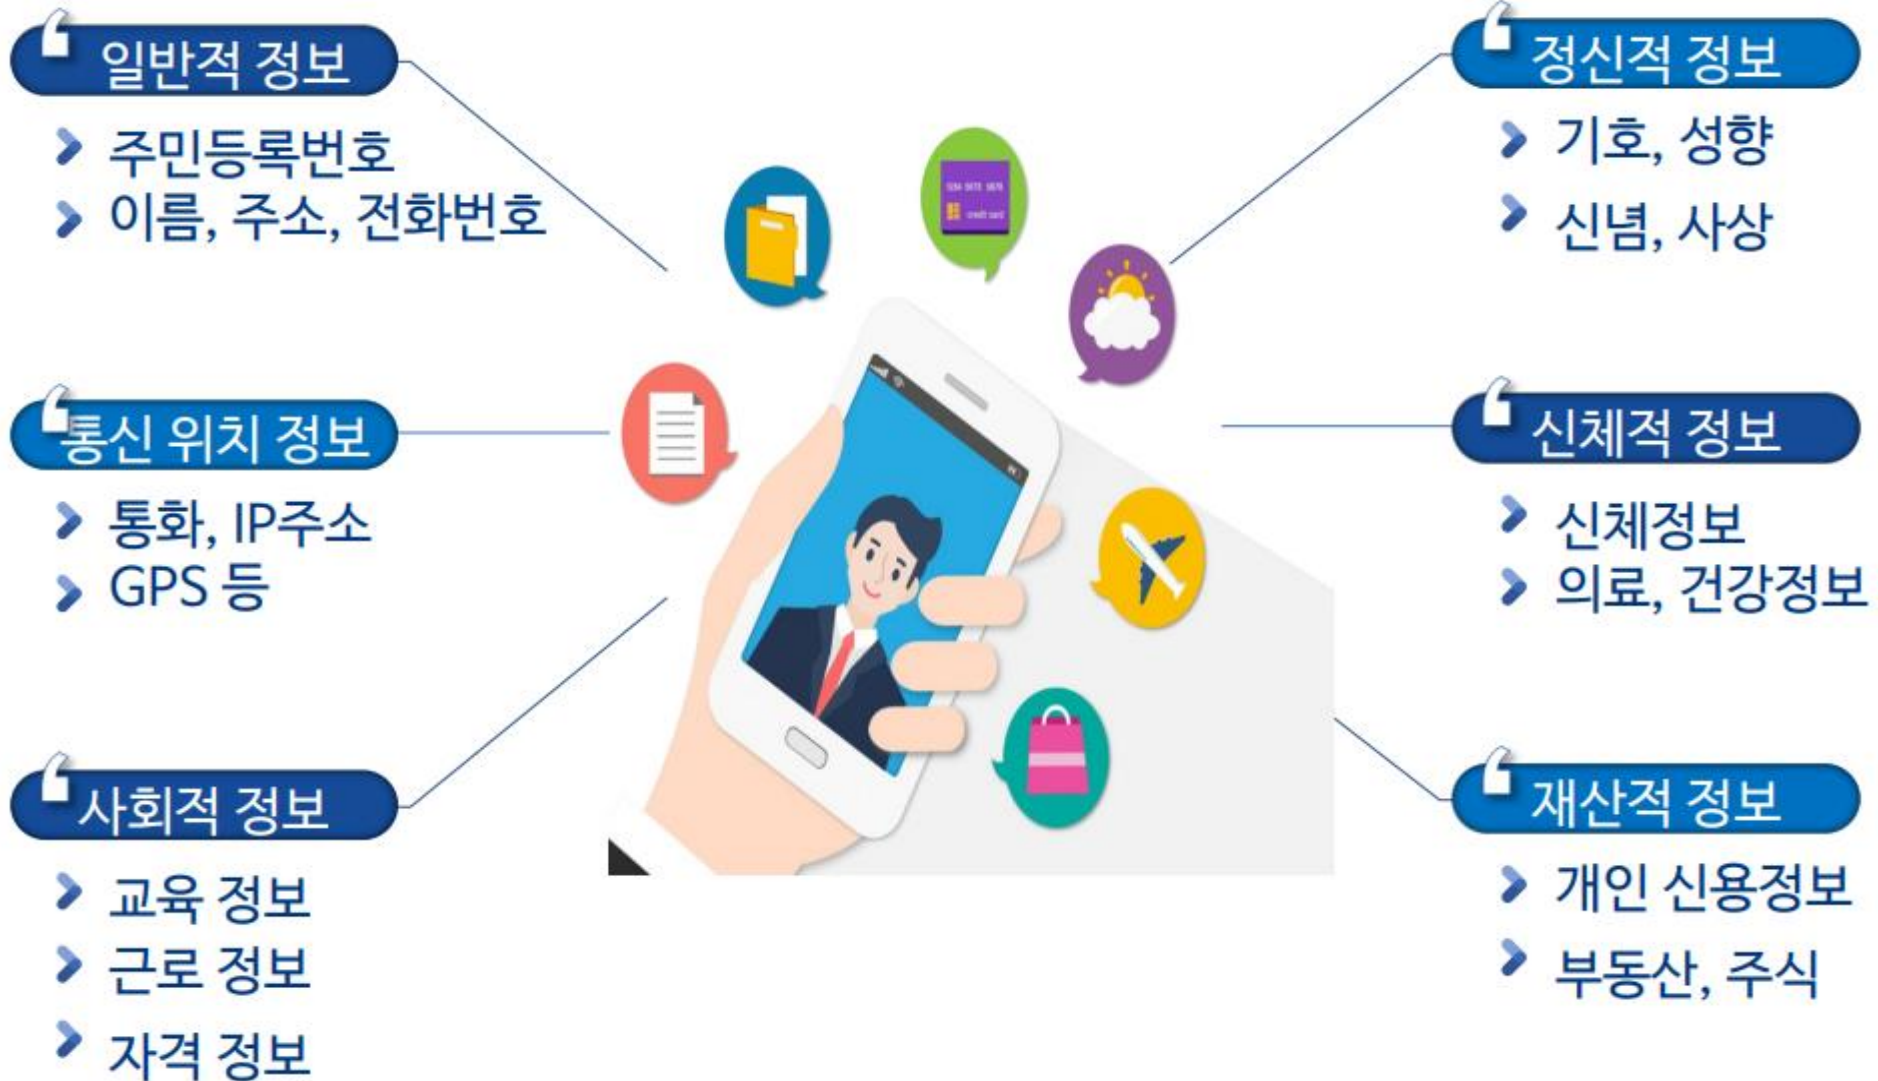 일반적 정보
주민등록번호
이름, 주소, 전화번호
통신 위치 정보
통화, IP주소
GPS 등
사회적 정보
교육 정보
근로 정보
자격 정보
credit card
정신적 정보
기호, 성향
신념, 사상
신체적 정보
신체정보
의료, 건강정보
재산적 정보
개인 신용정보
부동산, 주식